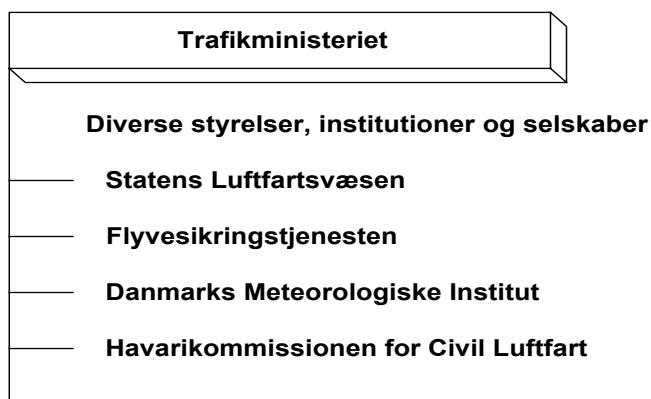 Trafikministeriet
Diverse styrelser, institutioner og selskaber
Statens Luftfartsvæsen
Flyvesikringstjenesten
Danmarks Meteorologiske Institut
Havarikommissionen for Civil Luftfart